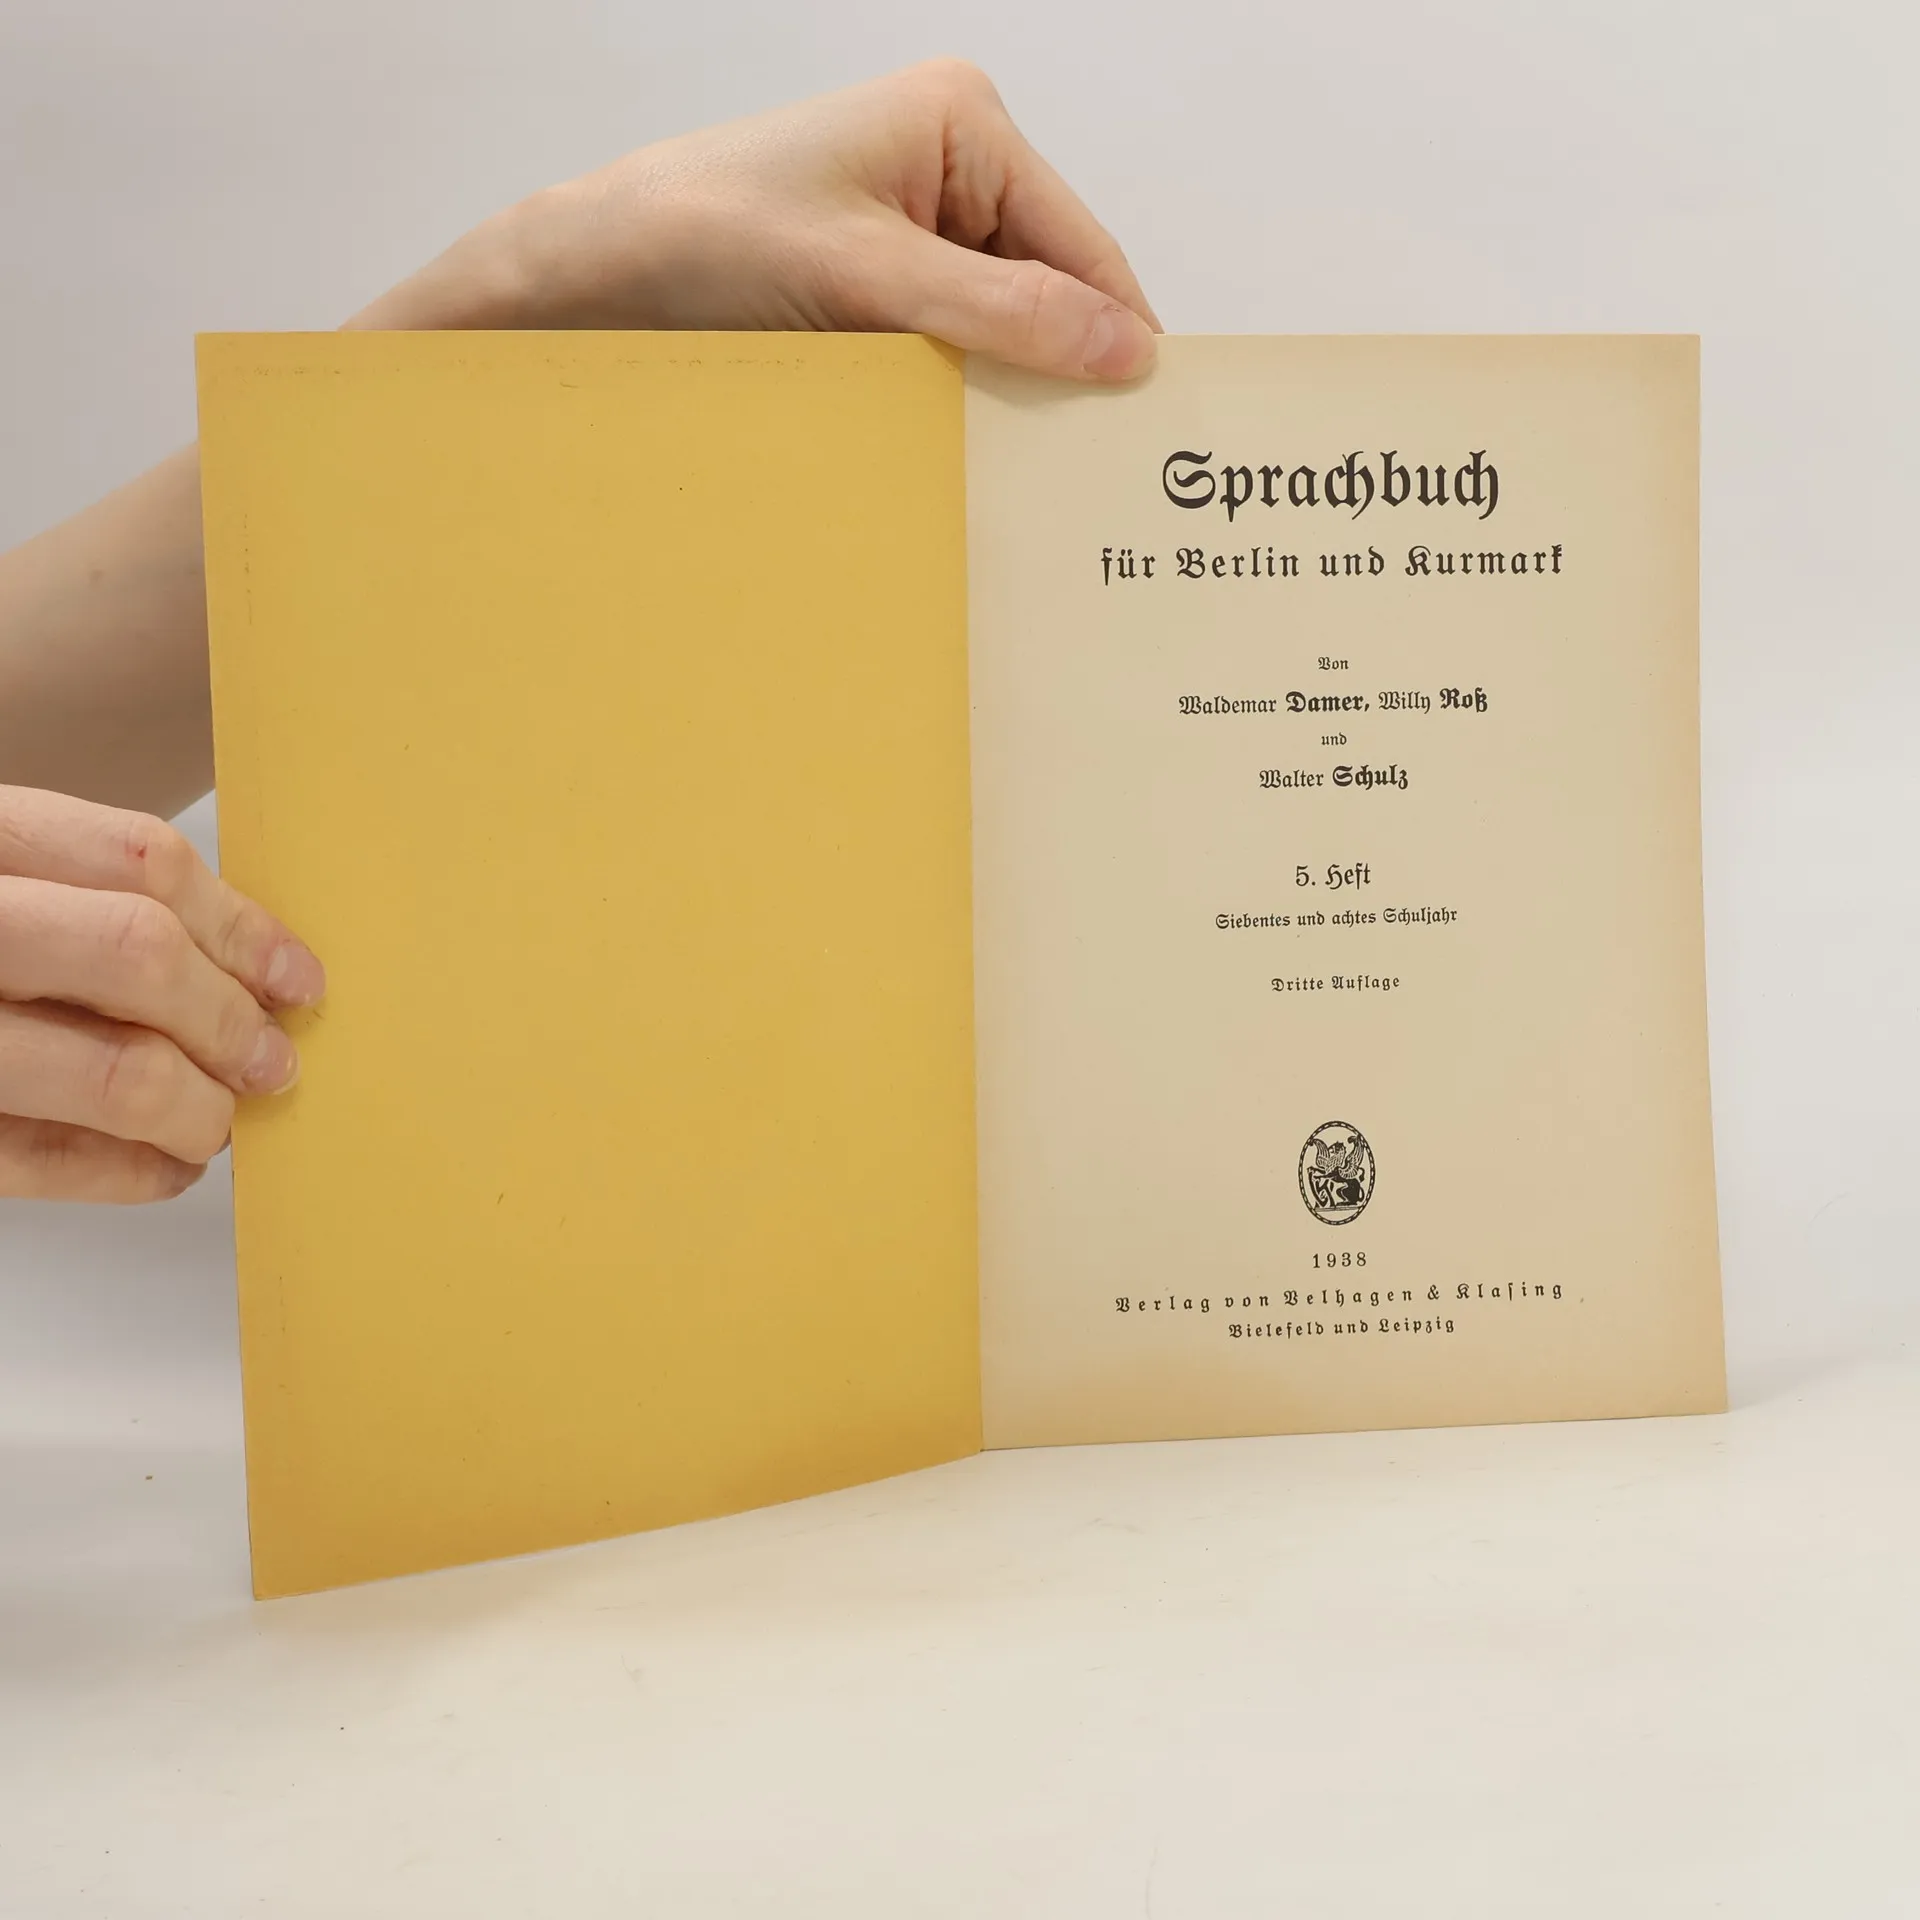 Sprachbuch
für Berlin und Kurmark
Von
Waldemar Damer, Willy Roß
und
Walter Schulz
5. Heft
Siebentes und achtes Schuljahr
Dritte Auflage
VK
1938
Verlag von Velhagen & Klasing
Bielefeld und Leipzig